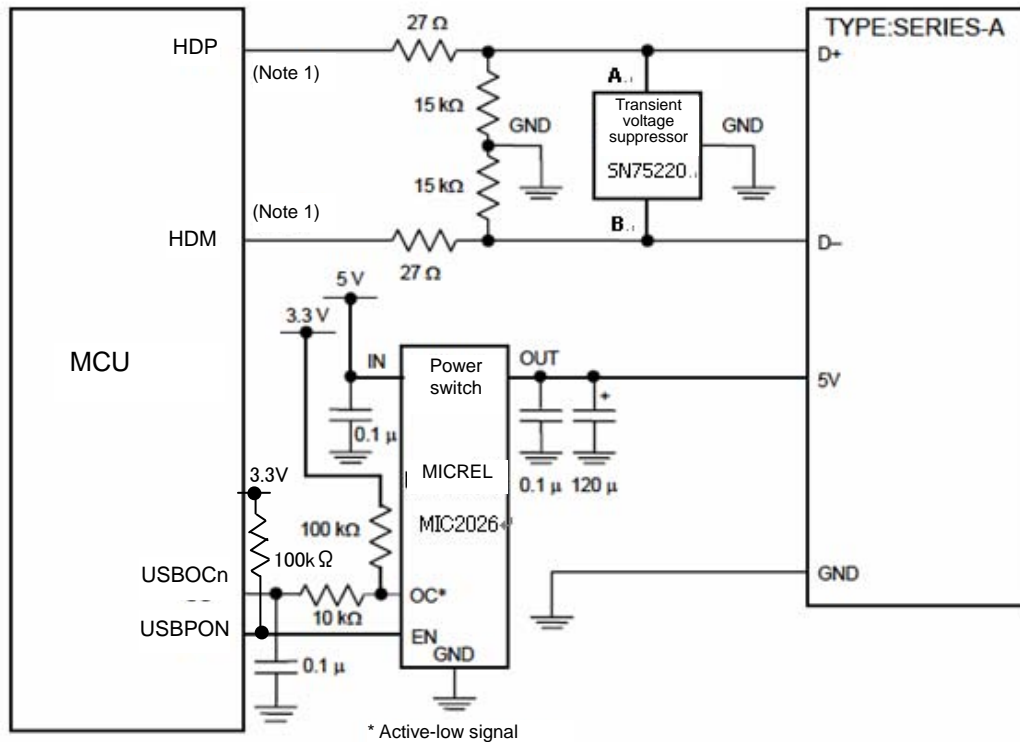 TYPE:SERIES-A
27 Ω
HDP
D+
(Note 1)
A
15 kΩ
GND
Transient
voltage
suppressor
GND
SN75220
15 kΩ
(Note 1)
B
HDM
D–
27 Ω
5 V
3.3 V
MCU
IN
Power
switch
OUT
5V
+
0.1 μ
3.3V
MICREL
0.1 μ
120 μ
100 kΩ
MIC2026↵
100k Ω
USBOCn
GND
OC*
10 kΩ
USBPON
EN
GND
0.1 μ
* Active-low signal